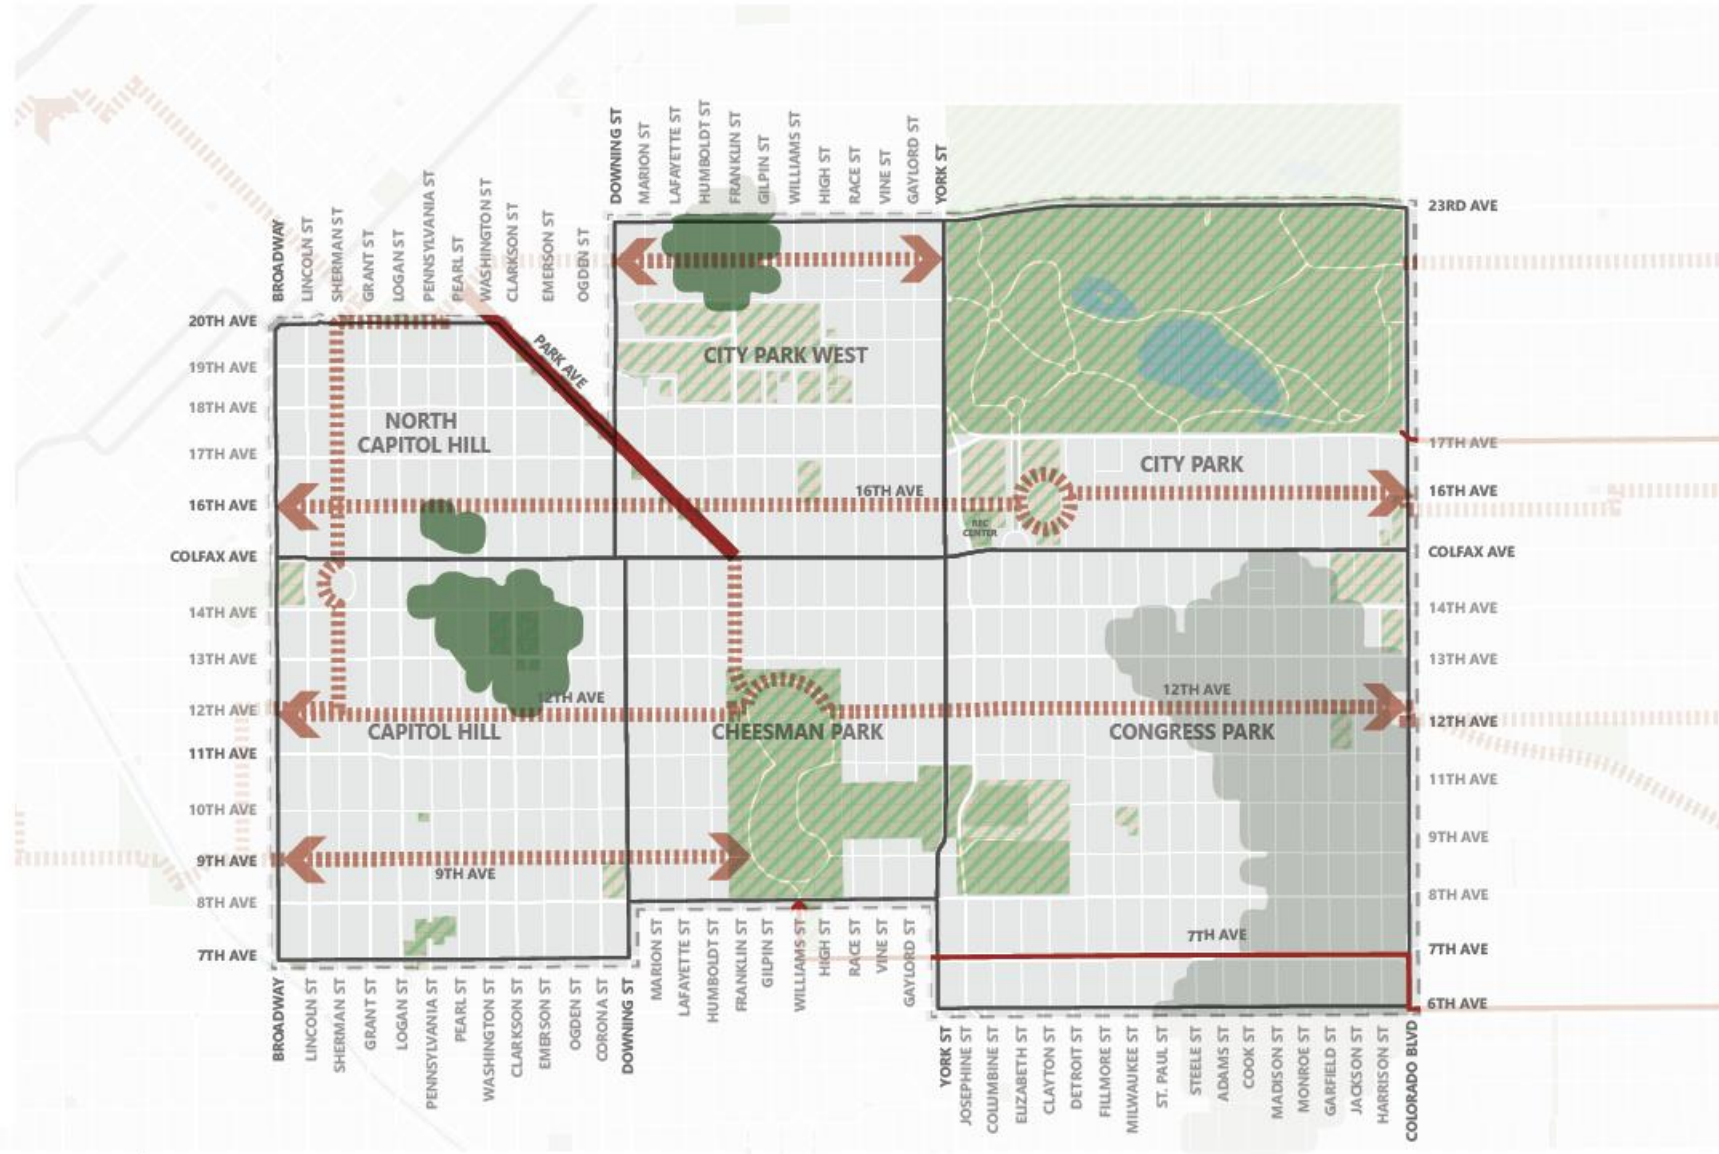 DOWNING ST
MARION ST
LAFAYETTE ST
HUMBOLDT ST
FRANKLIN ST
GILPIN ST
WILLIAMS ST
HIGH ST
RACE ST
VINE ST
GAYLORD ST
YORK ST
BROADWAY
LINCOLN ST
SHERMAN ST
GRANT ST
LOGAN ST
PENNSYLVANIA ST
PEARL ST
WASHINGTON ST
CLARKSON ST
EMERSON ST
OGDEN ST
23RD AVE
20TH AVE
19TH AVE
18TH AVE
17TH AVE
16TH AVE
COLFAX AVE
14TH AVE
13TH AVE
12TH AVE
11TH AVE
10TH AVE
9TH AVE
8TH AVE
7TH AVE
PARK AVE
CITY PARK WEST
NORTH
CAPITOL HILL
CITY PARK
16TH AVE
REC
CENTER
12TH AVE
12TH AVE
CAPITOL HILL
CHEESMAN PARK
CONGRESS PARK
9TH AVE
7TH AVE
17TH AVE
16TH AVE
COLFAX AVE
14TH AVE
13TH AVE
12TH AVE
11TH AVE
9TH AVE
8TH AVE
7TH AVE
6TH AVE
MARION ST
LAFAYETTE ST
HUMBOLDT ST
FRANKLIN ST
GILPIN ST
WILLIAMS ST
HIGH ST
RACE ST
VINE ST
GAYLORD ST
BROADWAY
LINCOLN ST
SHERMAN ST
GRANT ST
LOGAN ST
PENNSYLVANIA ST
PEARL ST
WASHINGTON ST
CLARKSON ST
EMERSON ST
OGDEN ST
CORONA ST
DOWNING ST
YORK ST
JOSEPHINE ST
COLUMBINE ST
ELIZABETH ST
CLAYTON ST
DETROIT ST
FILLMORE ST
MILWAUKEE ST
ST. PAUL ST
STEELE ST
ADAMS ST
COOK ST
MADISON ST
MONROE ST
GARFIELD ST
JACKSON ST
HARRISON ST
COLORADO BLVD